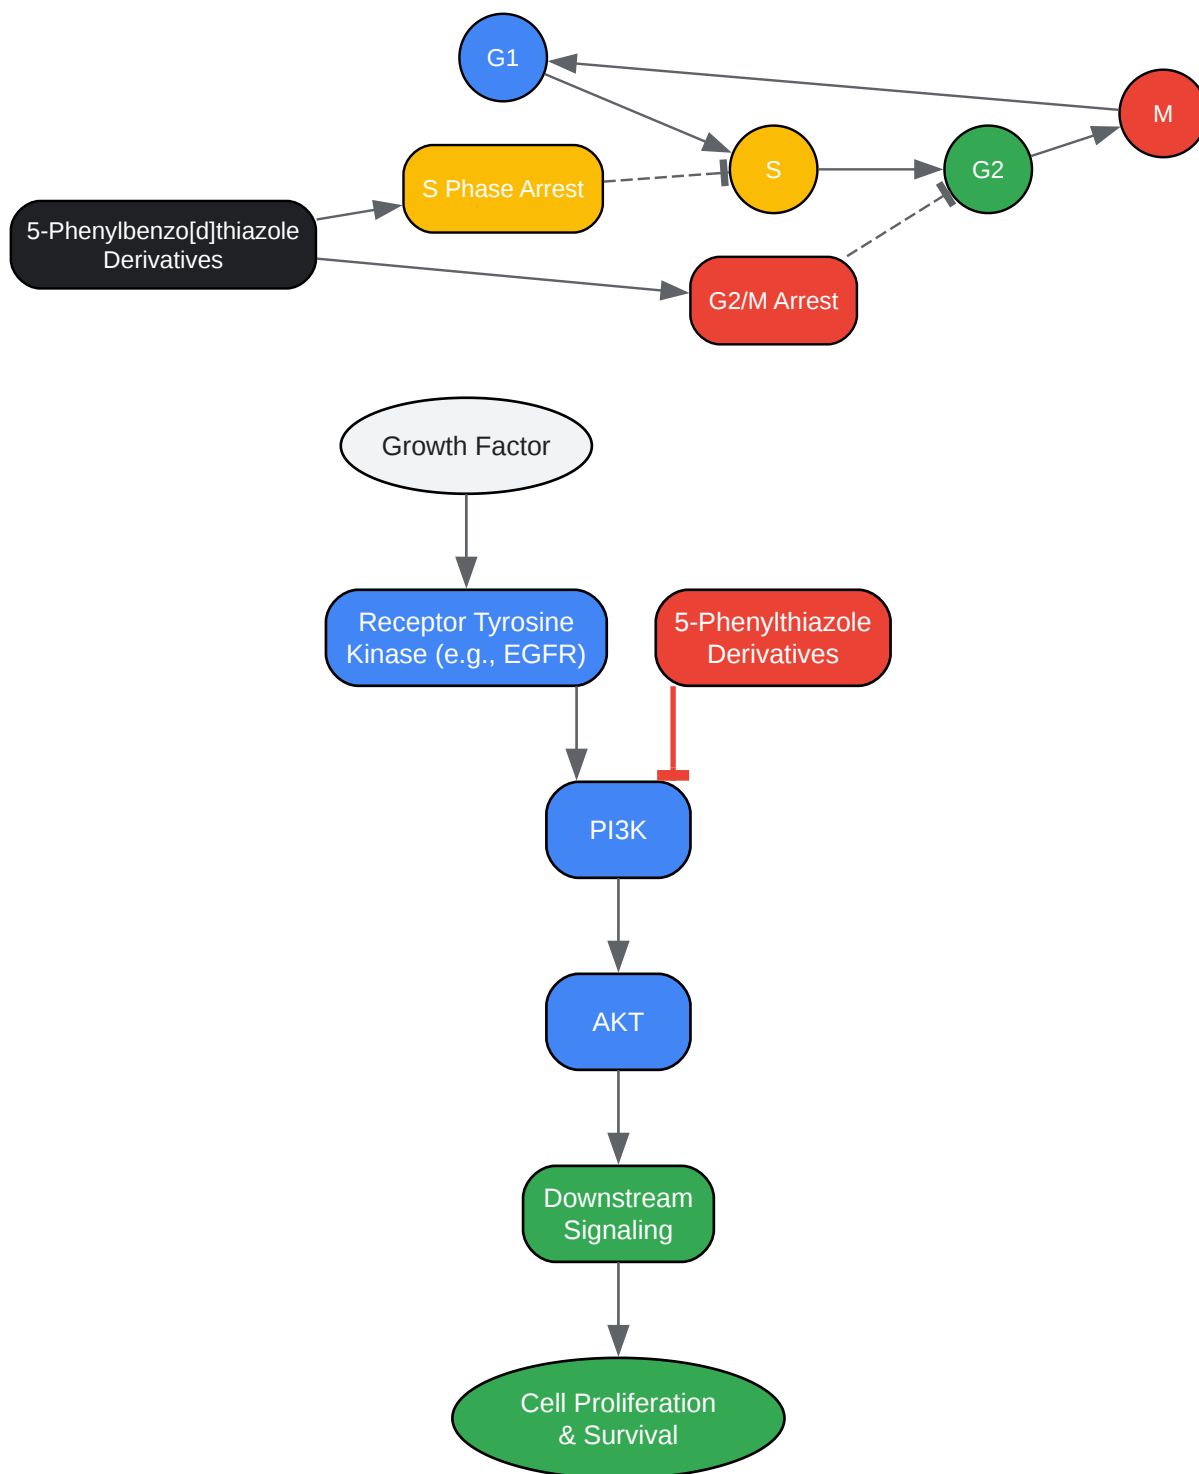 G1
M
S
G2
S Phase Arrest
5-Phenylbenzo[d]thiazole
Derivatives
G2/M Arrest
Growth Factor
Receptor Tyrosine
Kinase (e.g., EGFR)
5-Phenylthiazole
Derivatives
PI3K
AKT
Downstream
Signaling
Cell Proliferation
& Survival